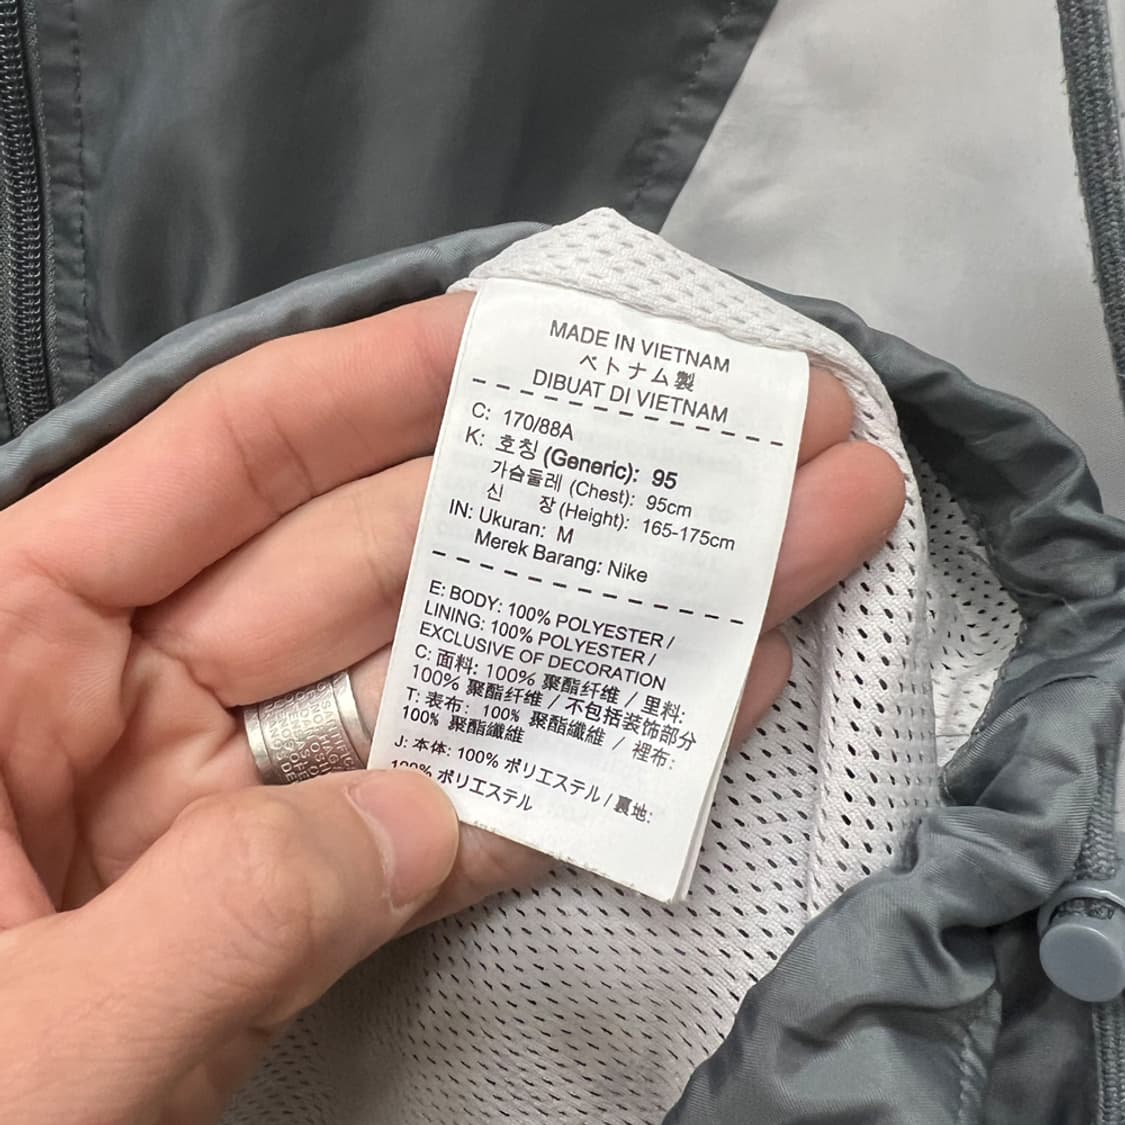 MADE IN VIETNAM
ベトナム製
DIBUAT DI VIETNAM
C: 170/88A
K: 호칭 (Generic): 95
가슴둘레 (Chest): 95cm
신 장 (Height): 165-175cm
IN: Ukuran: M
Merek Barang: Nike
E: BODY: 100% POLYESTER /
LINING: 100% POLYESTER /
EXCLUSIVE OF DECORATION
C: 面料: 100% 聚酯纤维 / 里料:
100% 聚酯纤维 / 不包括装饰部分
T: 表布: 100% 聚酯纖維 / 裡布:
100% 聚酯纖維
J: 本体: 100% ポリエステル / 裏地:
100% ポリエステル